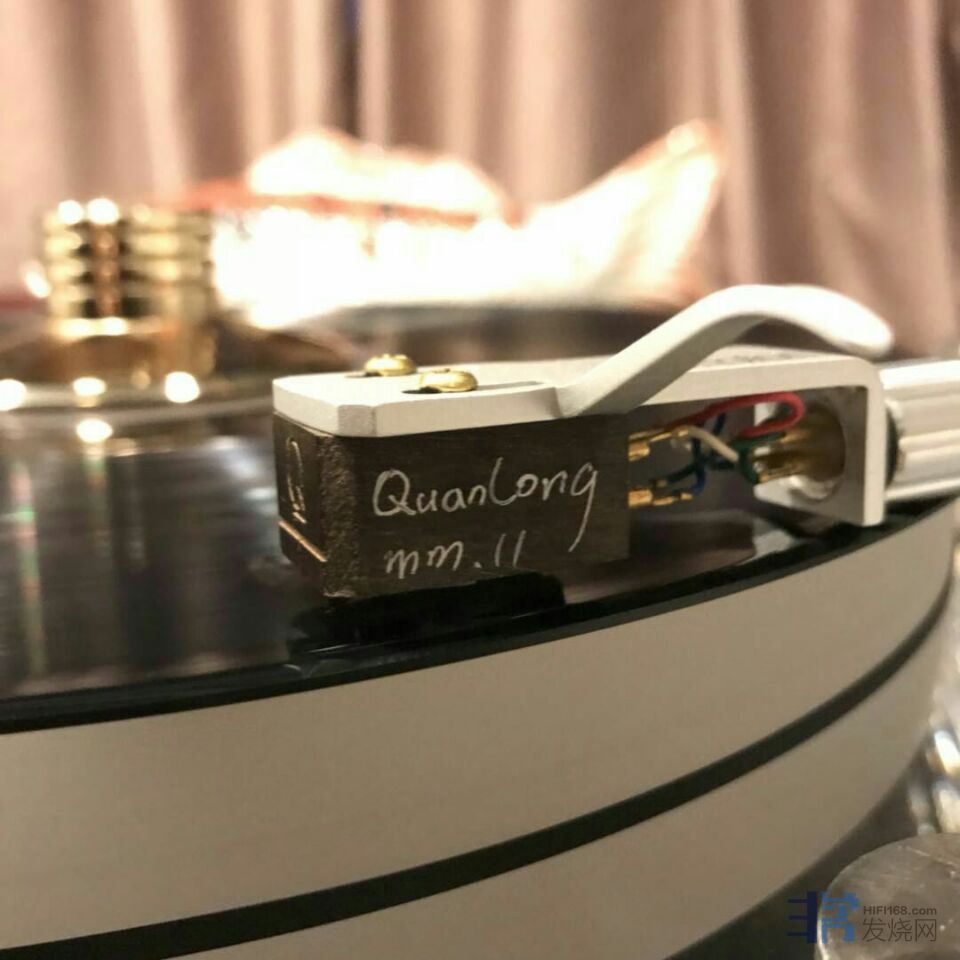 QuanLong
mm.11
HIFI168.com
发烧网